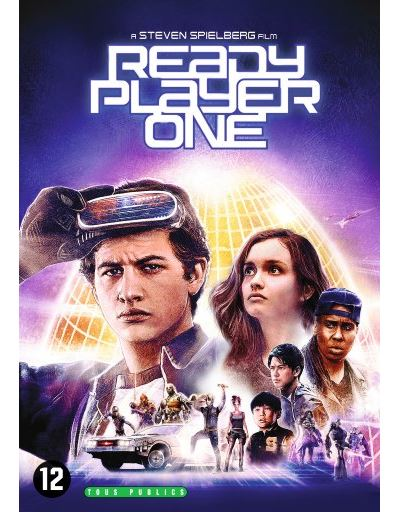 A STEVEN SPIELBERG FILM
READY
PLAYER
ONE
12
TOUS PUBLICS